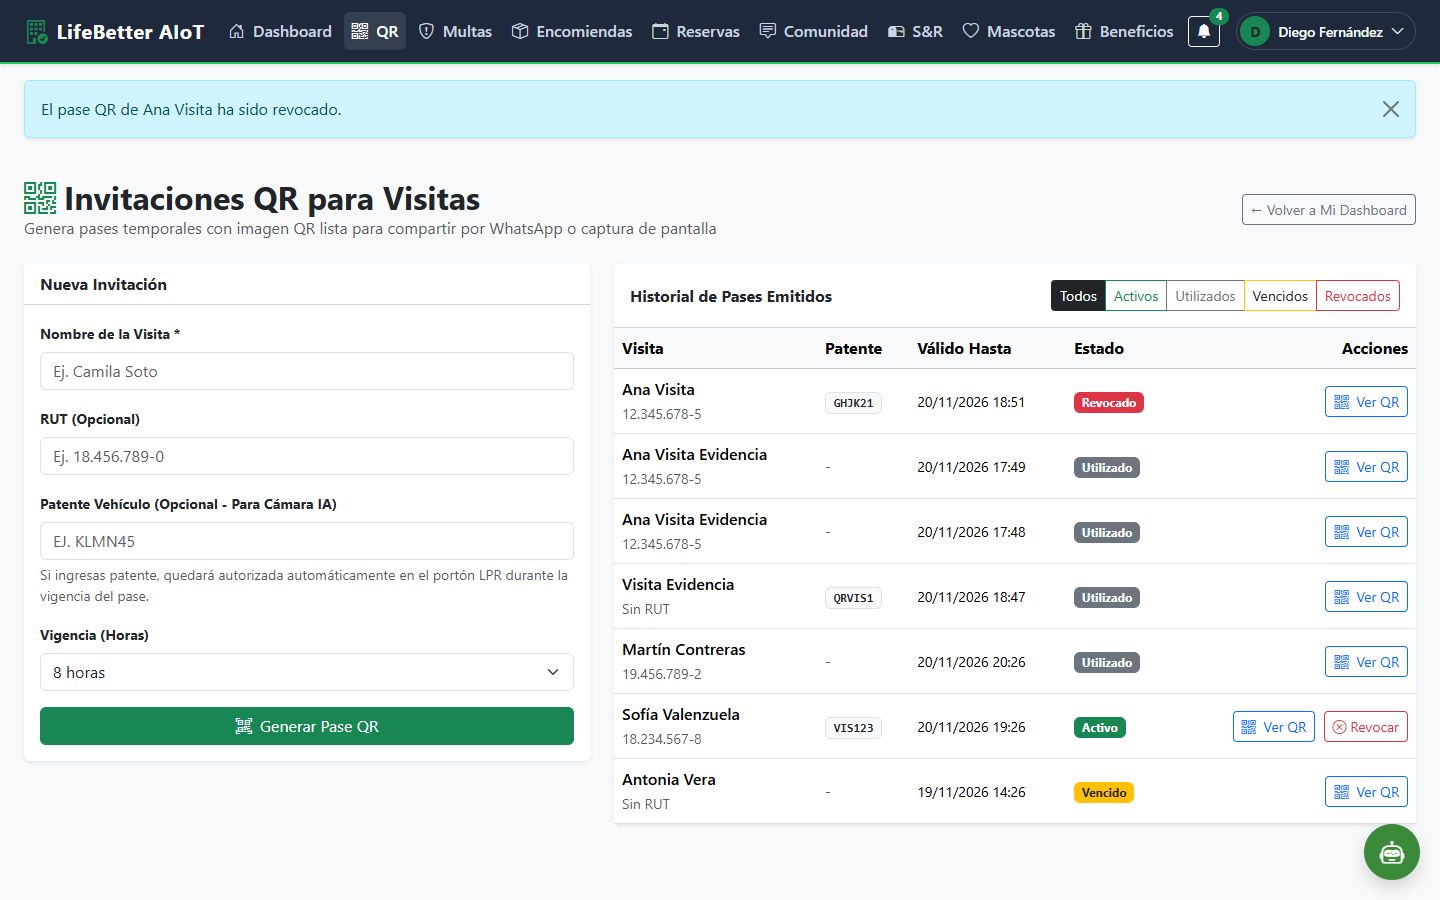 LifeBetter AIoT
Dashboard
QR
Multas
Encomiendas
Reservas
Comunidad
S&R
Mascotas
Beneficios
4
D
Diego Fernández
El pase QR de Ana Visita ha sido revocado.
Invitaciones QR para Visitas
Genera pases temporales con imagen QR lista para compartir por WhatsApp o captura de pantalla
← Volver a Mi Dashboard
Nueva Invitación
Nombre de la Visita *
Ej. Camila Soto
RUT (Opcional)
Ej. 18.456.789-0
Patente Vehículo (Opcional - Para Cámara IA)
EJ. KLMN45
Si ingresas patente, quedará autorizada automáticamente en el portón LPR durante la
vigencia del pase.
Vigencia (Horas)
8 horas
Generar Pase QR
Historial de Pases Emitidos
Todos Activos Utilizados Vencidos Revocados
Visita Patente Válido Hasta Estado Acciones
Ana Visita
12.345.678-5
GHJK21 20/11/2026 18:51 Revocado Ver QR
Ana Visita Evidencia
12.345.678-5
- 20/11/2026 17:49 Utilizado Ver QR
Ana Visita Evidencia
12.345.678-5
- 20/11/2026 17:48 Utilizado Ver QR
Visita Evidencia
Sin RUT
QRVIS1 20/11/2026 18:47 Utilizado Ver QR
Martín Contreras
19.456.789-2
- 20/11/2026 20:26 Utilizado Ver QR
Sofía Valenzuela
18.234.567-8
VIS123 20/11/2026 19:26 Activo Ver QR Revocar
Antonia Vera
Sin RUT
- 19/11/2026 14:26 Vencido Ver QR